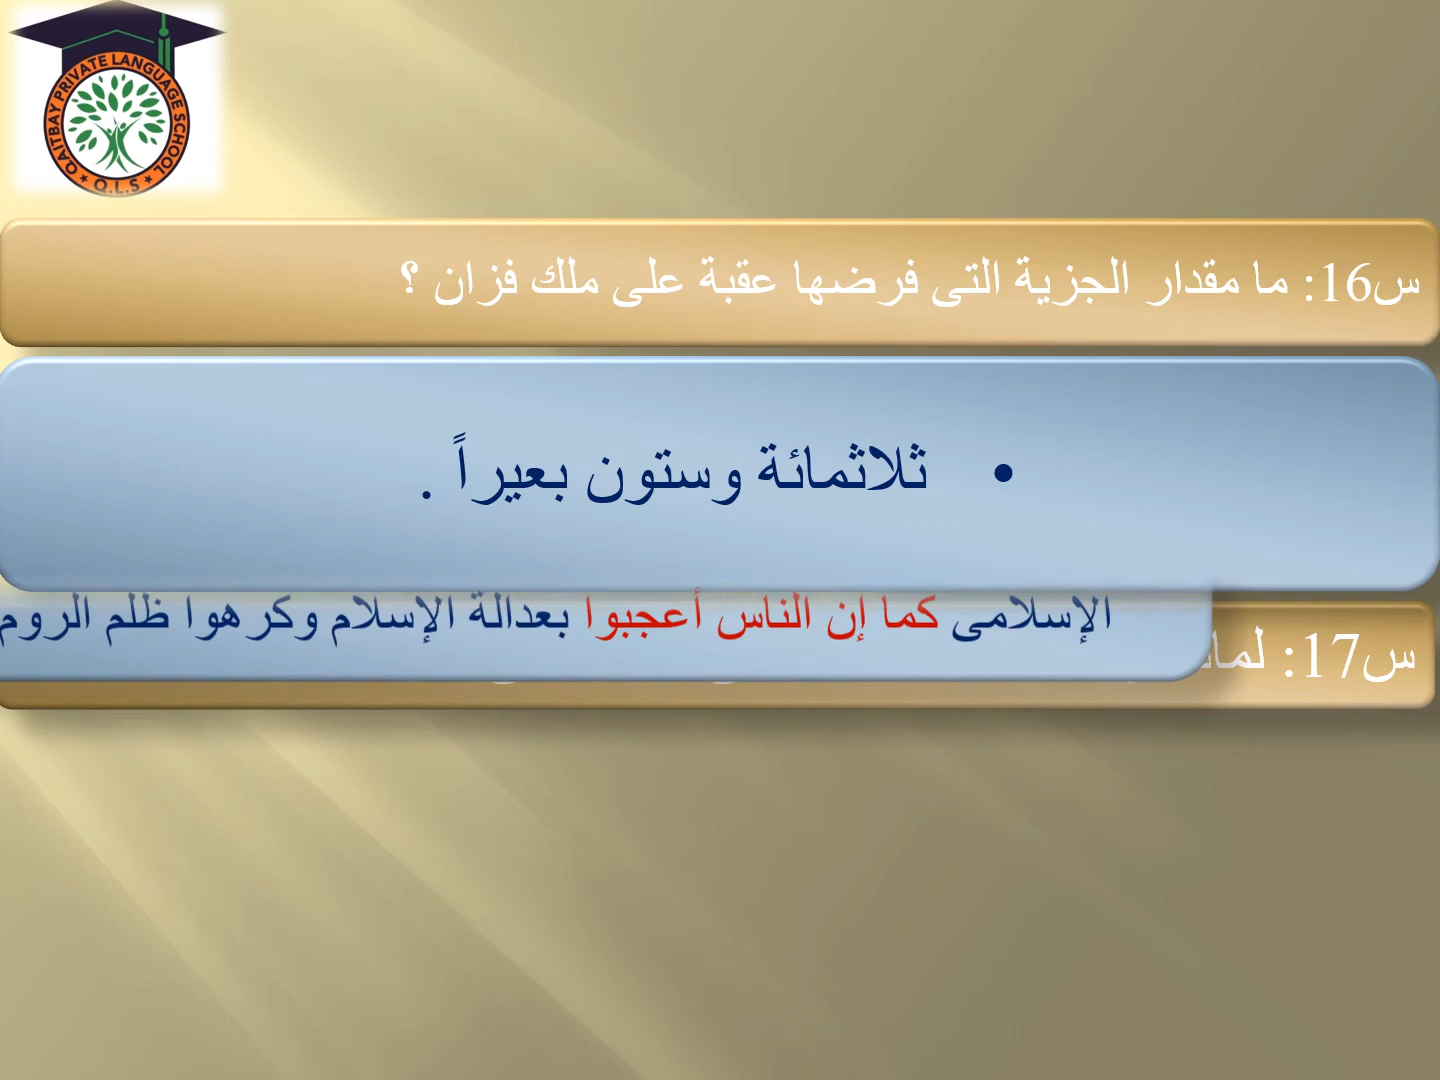 QAITBAY PRIVATE LANGUAGE SCHOOL
Q.L.S
س16: ما مقدار الجزية التى فرضها عقبة على ملك فزان ؟
• ثلاثمائة وستون بعيراً .
الإسلامى كما إن الناس أعجبوا بعدالة الإسلام وكرهوا ظلم الروم
س17: